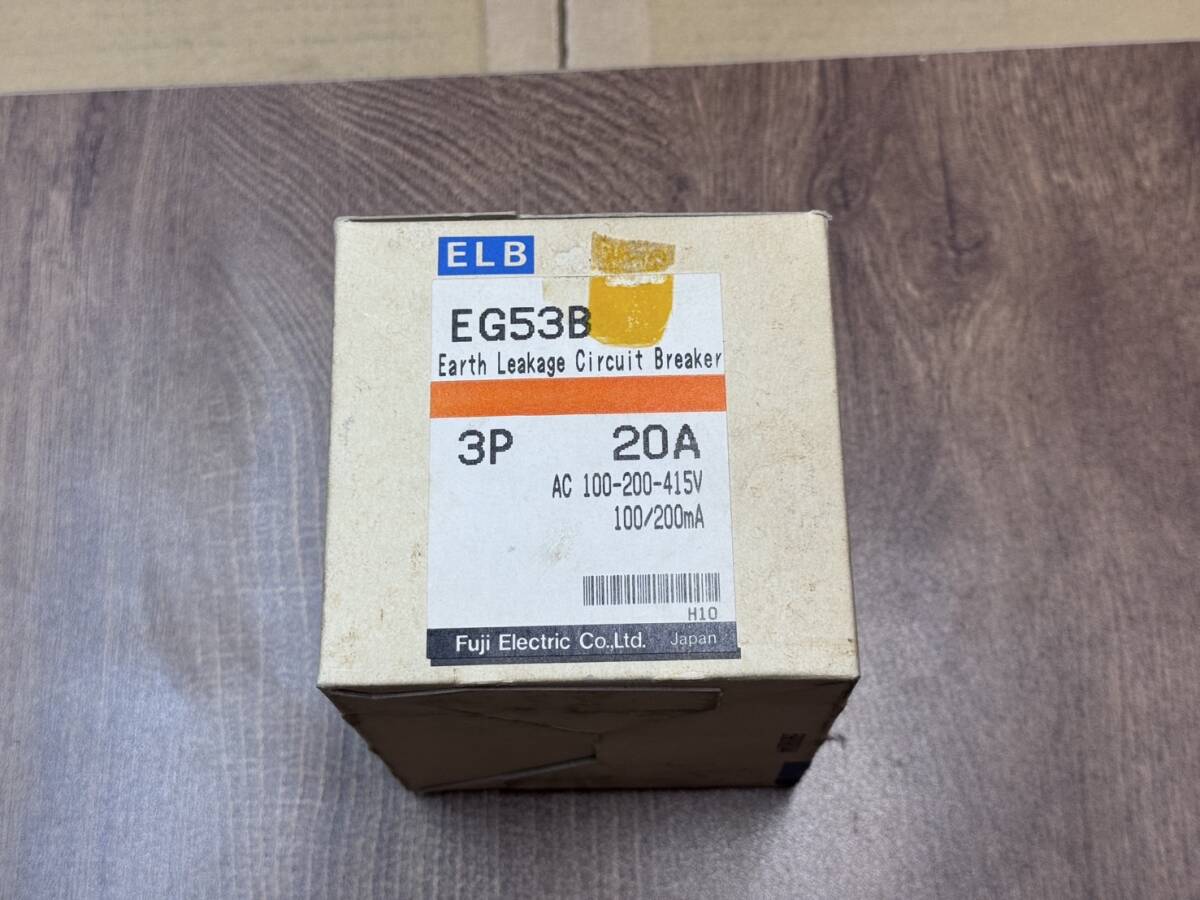 ELB
EG53B
Earth Leakage Circuit Breaker
3P 20A
AC 100-200-415V
100/200mA
H10
Fuji Electric Co.,Ltd. Japan